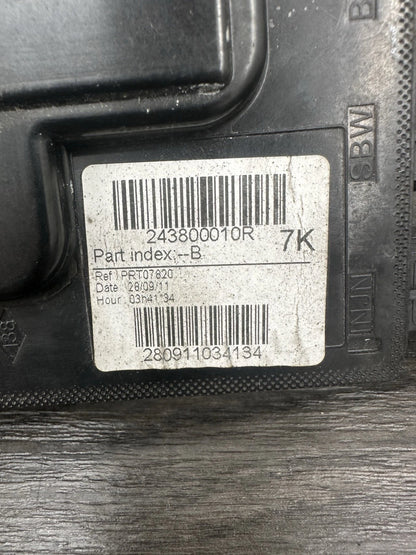 B
SBW
243800010R 7K
Part index:--B
Ref : PRT07820
Date : 28/09/11
Hour : 03h41'34
280911034134